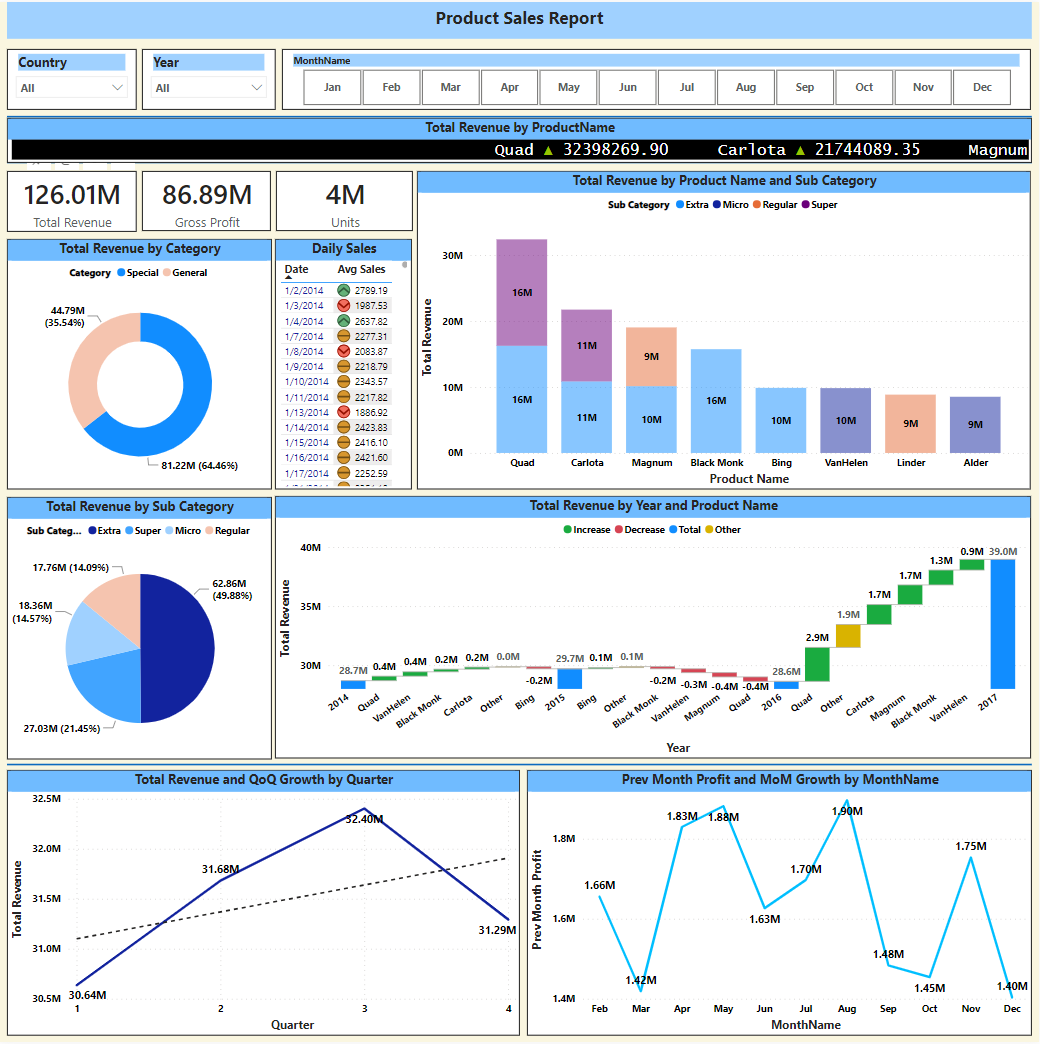 Product Sales Report
Country
All
Year
All
MonthName
Jan Feb Mar Apr May Jun Jul Aug Sep Oct Nov Dec
Total Revenue by ProductName
Quad ▲ 32398269.90 Carlota ▲ 21744089.35 Magnum
126.01M
Total Revenue
86.89M
Gross Profit
4M
Units
Total Revenue by Category
Category Special General
44.79M
(35.54%)
81.22M (64.46%)
Daily Sales
Date Avg Sales
1/2/2014 2789.19
1/3/2014 1987.53
1/4/2014 2637.82
1/7/2014 2277.31
1/8/2014 2083.87
1/9/2014 2218.79
1/10/2014 2343.57
1/11/2014 2217.82
1/13/2014 1886.92
1/14/2014 2423.83
1/15/2014 2416.10
1/16/2014 2421.60
1/17/2014 2252.59
Total Revenue by Product Name and Sub Category
Sub Category Extra Micro Regular Super
Total Revenue
30M
20M
10M
0M
16M 11M 9M
16M 11M 10M 16M 10M 10M 9M 9M
Quad Carlota Magnum Black Monk Bing VanHelen Linder Alder
Product Name
Total Revenue by Sub Category
Sub Categ... Extra Super Micro Regular
17.76M (14.09%)
62.86M
(49.88%)
18.36M
(14.57%)
27.03M (21.45%)
Total Revenue by Year and Product Name
Increase Decrease Total Other
Total Revenue
40M
35M
30M
28.7M 0.4M 0.4M 0.2M 0.2M 0.0M -0.2M 29.7M 0.1M 0.1M -0.2M -0.3M -0.4M -0.4M 28.6M 2.9M 1.9M 1.7M 1.7M 1.3M 0.9M 39.0M
2014 Quad VanHelen Black Monk Carlota Other Bing 2015 Bing Other Black Monk VanHelen Magnum Quad 2016 Quad Other Carlota Magnum Black Monk VanHelen 2017
Year
Total Revenue and QoQ Growth by Quarter
Total Revenue
32.5M
32.0M
31.5M
31.0M
30.5M
30.64M 31.68M 32.40M 31.29M
1 2 3 4
Quarter
Prev Month Profit and MoM Growth by MonthName
Prev Month Profit
1.8M
1.6M
1.4M
1.66M 1.42M 1.83M 1.88M 1.63M 1.70M 1.90M 1.48M 1.45M 1.75M 1.40M
Feb Mar Apr May Jun Jul Aug Sep Oct Nov Dec
MonthName